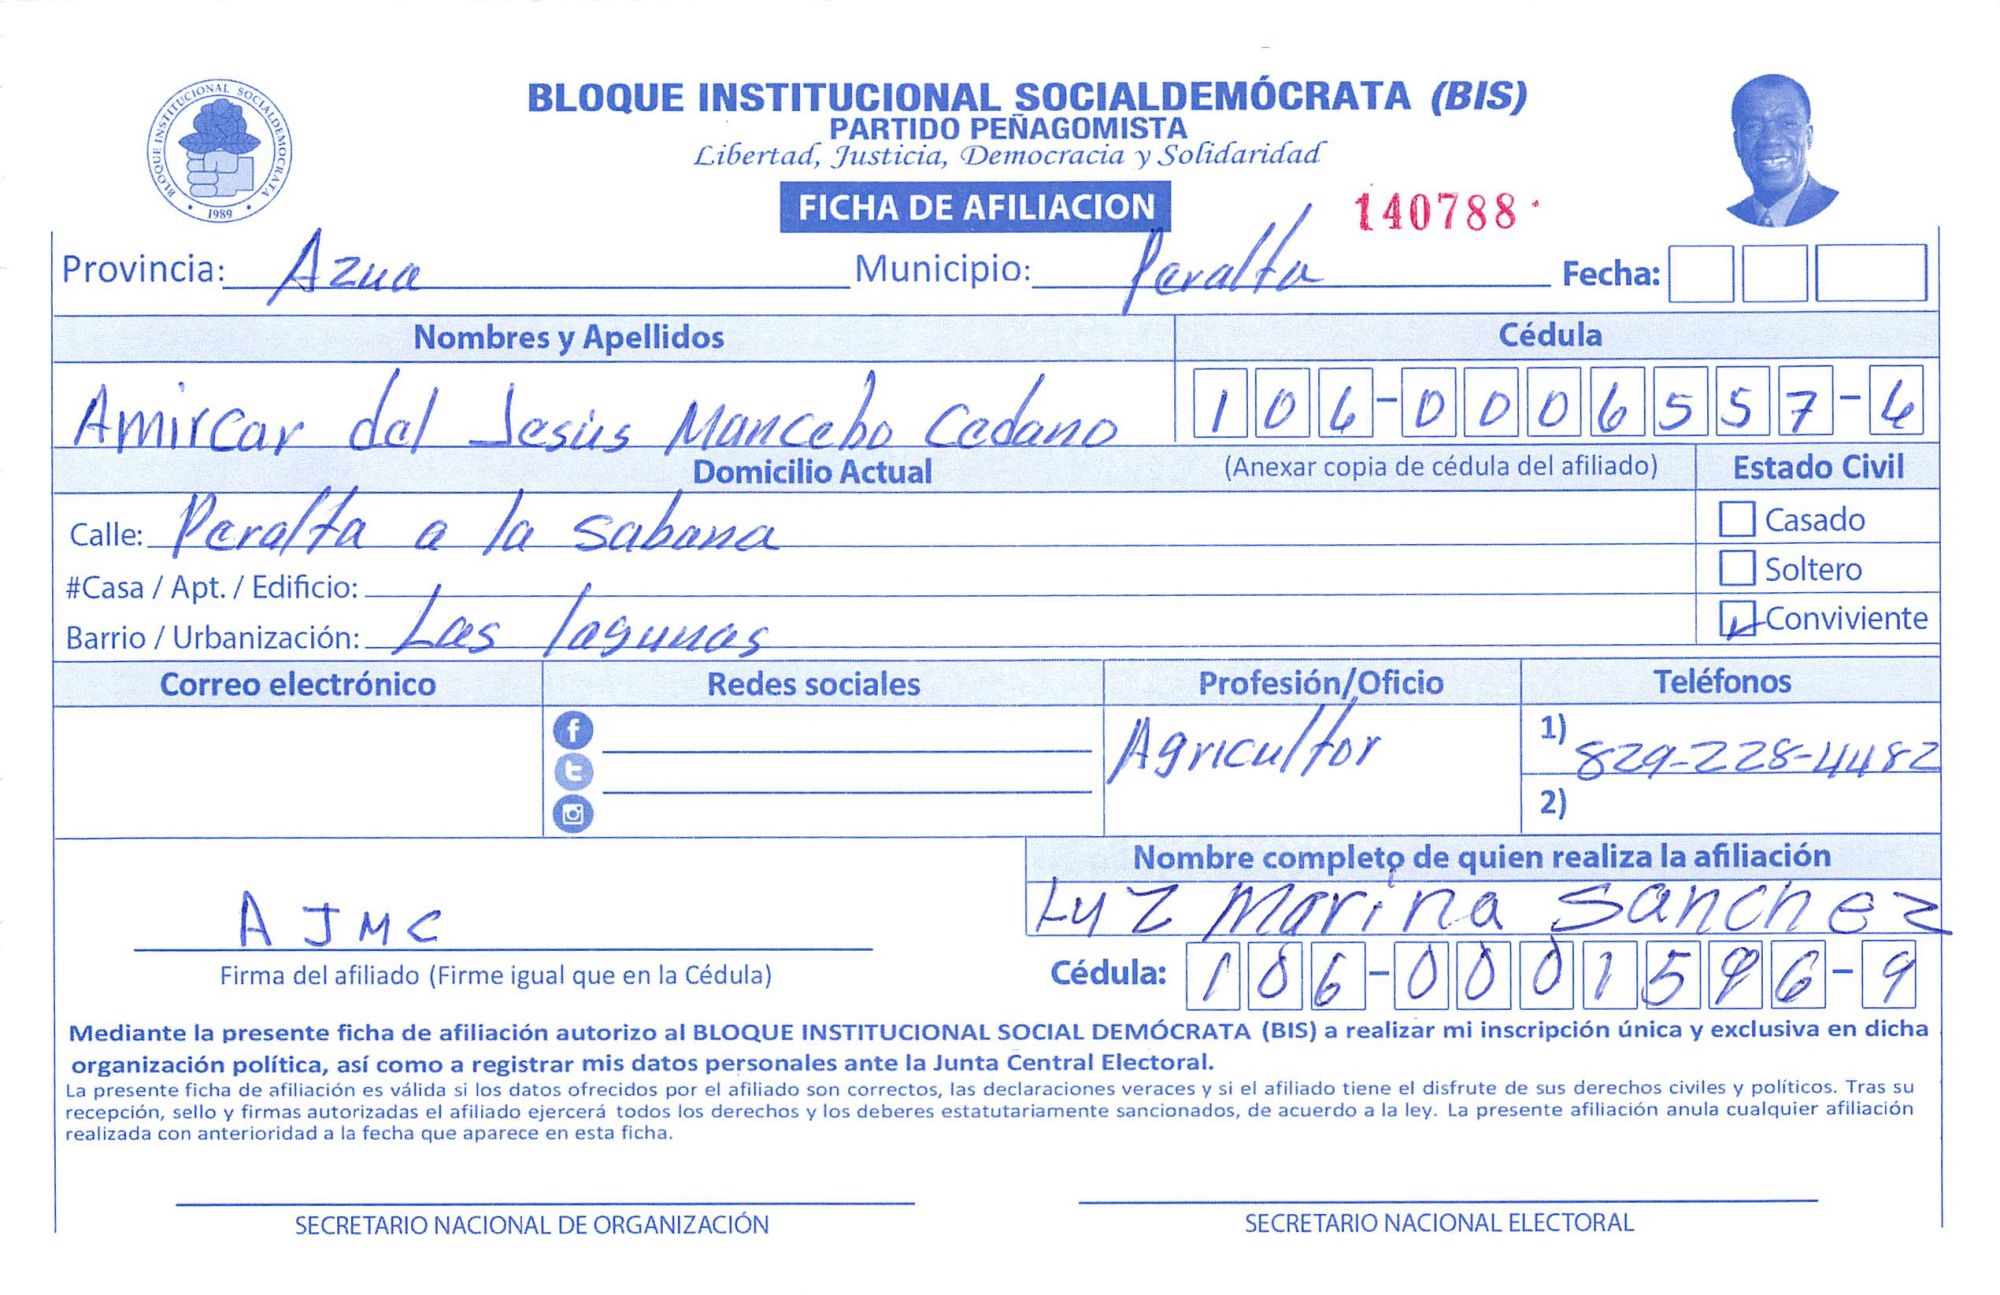 BLOQUE INSTITUCIONAL SOCIALDEMÓCRATA (BIS)
PARTIDO PEÑAGOMISTA
Libertad, Justicia, Democracia y Solidaridad
BLOQUE INSTITUCIONAL SOCIALDEMOCRATA
1989
FICHA DE AFILIACION
140788
Provincia: Azua Municipio: Peralta Fecha:
Nombres y Apellidos Cédula
Amircar del Jesús Mancebo Cedano 106-0006557-6
Domicilio Actual (Anexar copia de cédula del afiliado) Estado Civil
Calle: Peralta a la sabana Casado
#Casa / Apt. / Edificio: Soltero
Barrio / Urbanización: Las lagunas Conviviente
Correo electrónico Redes sociales Profesión/Oficio Teléfonos
Agricultor 1) 829-228-4482
2)
Nombre completo de quien realiza la afiliación
Luz Marina Sanchez
AJMC
Firma del afiliado (Firme igual que en la Cédula) Cédula: 106-0001596-9
Mediante la presente ficha de afiliación autorizo al BLOQUE INSTITUCIONAL SOCIAL DEMÓCRATA (BIS) a realizar mi inscripción única y exclusiva en dicha
organización política, así como a registrar mis datos personales ante la Junta Central Electoral.
La presente ficha de afiliación es válida si los datos ofrecidos por el afiliado son correctos, las declaraciones veraces y si el afiliado tiene el disfrute de sus derechos civiles y políticos. Tras su
recepción, sello y firmas autorizadas el afiliado ejercerá todos los derechos y los deberes estatutariamente sancionados, de acuerdo a la ley. La presente afiliación anula cualquier afiliación
realizada con anterioridad a la fecha que aparece en esta ficha.
SECRETARIO NACIONAL DE ORGANIZACIÓN SECRETARIO NACIONAL ELECTORAL